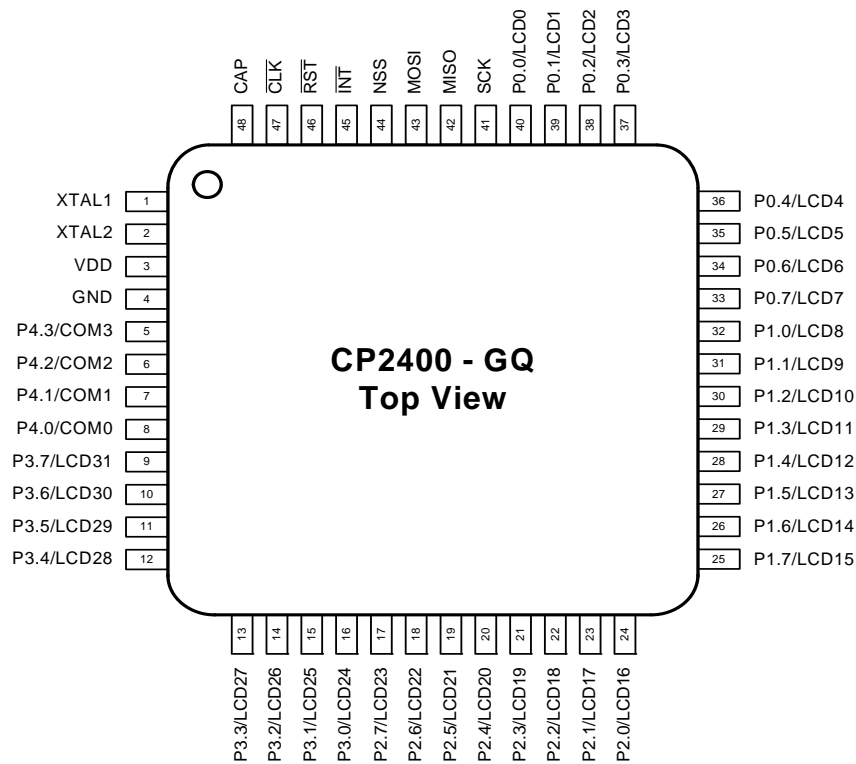 CAP
C̅L̅K̅
R̅S̅T̅
I̅N̅T̅
NSS
MOSI
MISO
SCK
P0.0/LCD0
P0.1/LCD1
P0.2/LCD2
P0.3/LCD3
48
47
46
45
44
43
42
41
40
39
38
37
XTAL1 1
XTAL2 2
VDD 3
GND 4
P4.3/COM3 5
P4.2/COM2 6
P4.1/COM1 7
P4.0/COM0 8
P3.7/LCD31 9
P3.6/LCD30 10
P3.5/LCD29 11
P3.4/LCD28 12
CP2400 - GQ
Top View
36 P0.4/LCD4
35 P0.5/LCD5
34 P0.6/LCD6
33 P0.7/LCD7
32 P1.0/LCD8
31 P1.1/LCD9
30 P1.2/LCD10
29 P1.3/LCD11
28 P1.4/LCD12
27 P1.5/LCD13
26 P1.6/LCD14
25 P1.7/LCD15
13
14
15
16
17
18
19
20
21
22
23
24
P3.3/LCD27
P3.2/LCD26
P3.1/LCD25
P3.0/LCD24
P2.7/LCD23
P2.6/LCD22
P2.5/LCD21
P2.4/LCD20
P2.3/LCD19
P2.2/LCD18
P2.1/LCD17
P2.0/LCD16